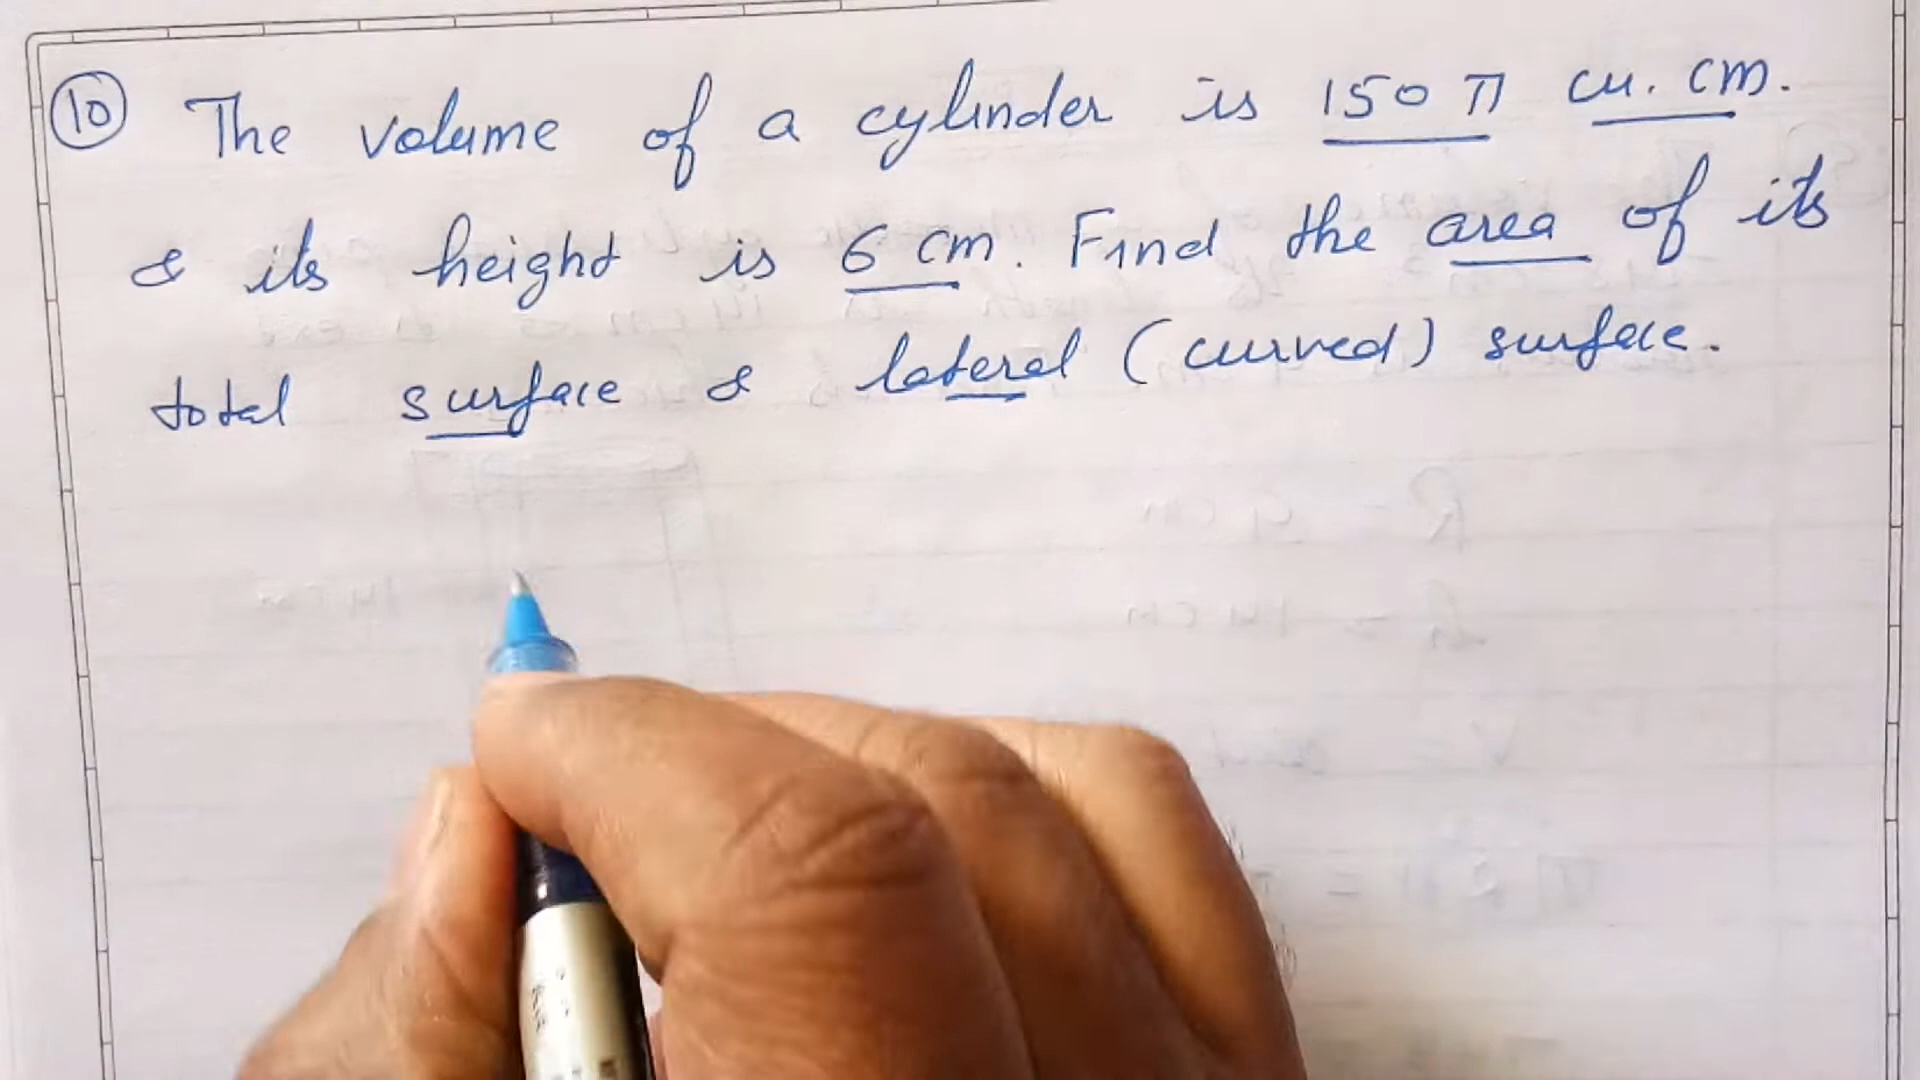 10 The volume of a cylinder is 150 π cu. cm.
& its height is 6 cm. Find the area of its
total surface & lateral (curved) surface.